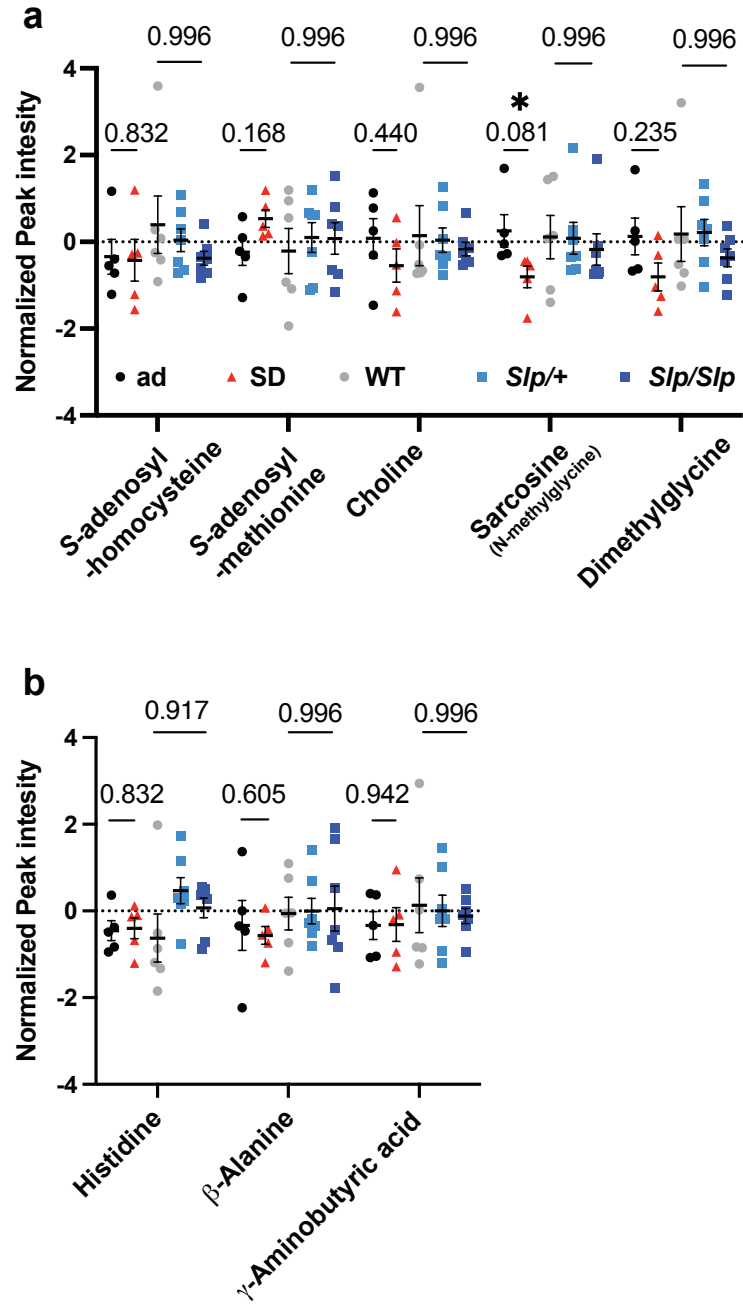 a
0.996 0.996 0.996 0.996 0.996
4
0.832 0.168 0.440 * 0.081 0.235
2
0
-2
-4
Normalized Peak intesity
ad SD WT Slp/+ Slp/Slp
S-adenosyl
-homocysteine
S-adenosyl
-methionine
Choline
Sarcosine
(N-methylglycine)
Dimethylglycine
b
0.917 0.996 0.996
4
0.832 0.605 0.942
2
0
-2
-4
Normalized Peak intesity
Histidine
β-Alanine
γ-Aminobutyric acid